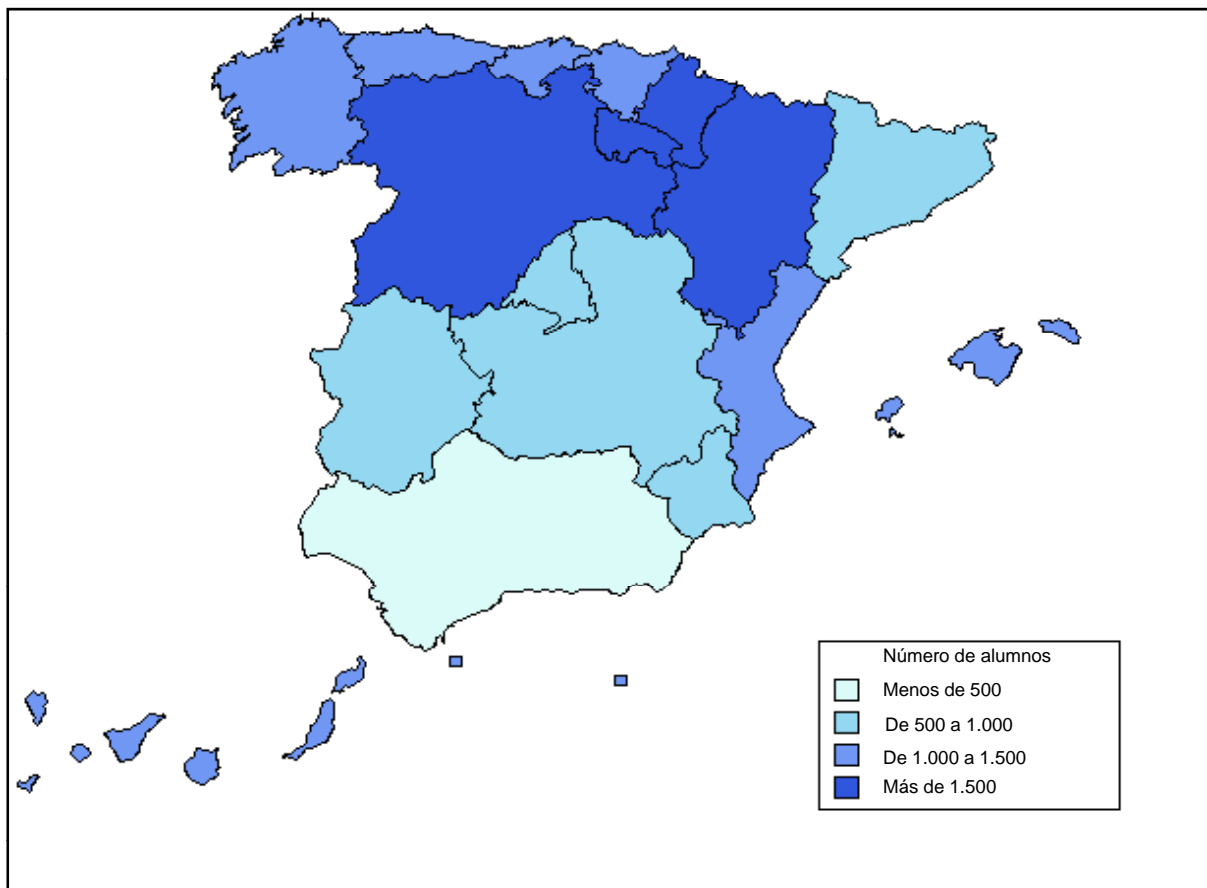 Número de alumnos
Menos de 500
De 500 a 1.000
De 1.000 a 1.500
Más de 1.500